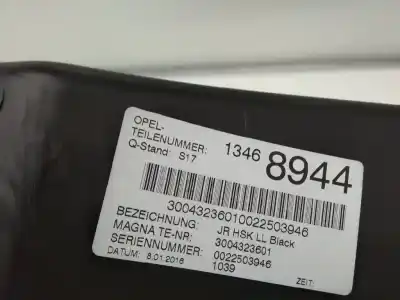 OPEL-
TEILENUMMER: 1346 8944
Q-Stand: S17
30043236010022503946
BEZEICHNUNG: JR HSK LL Black
MAGNA TE-NR: 3004323601
SERIENNUMMER: 0022503946
DATUM: 8.01.2016 1039 ZEIT: